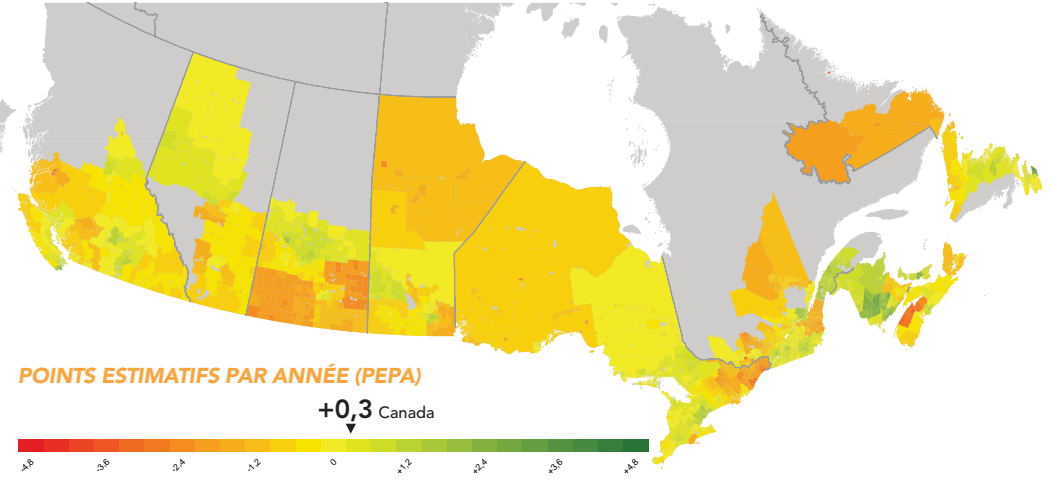 POINTS ESTIMATIFS PAR ANNÉE (PEPA)
+0,3 Canada
-4,8 -3,6 -2,4 -1,2 0 +1,2 +2,4 +3,6 +4,8